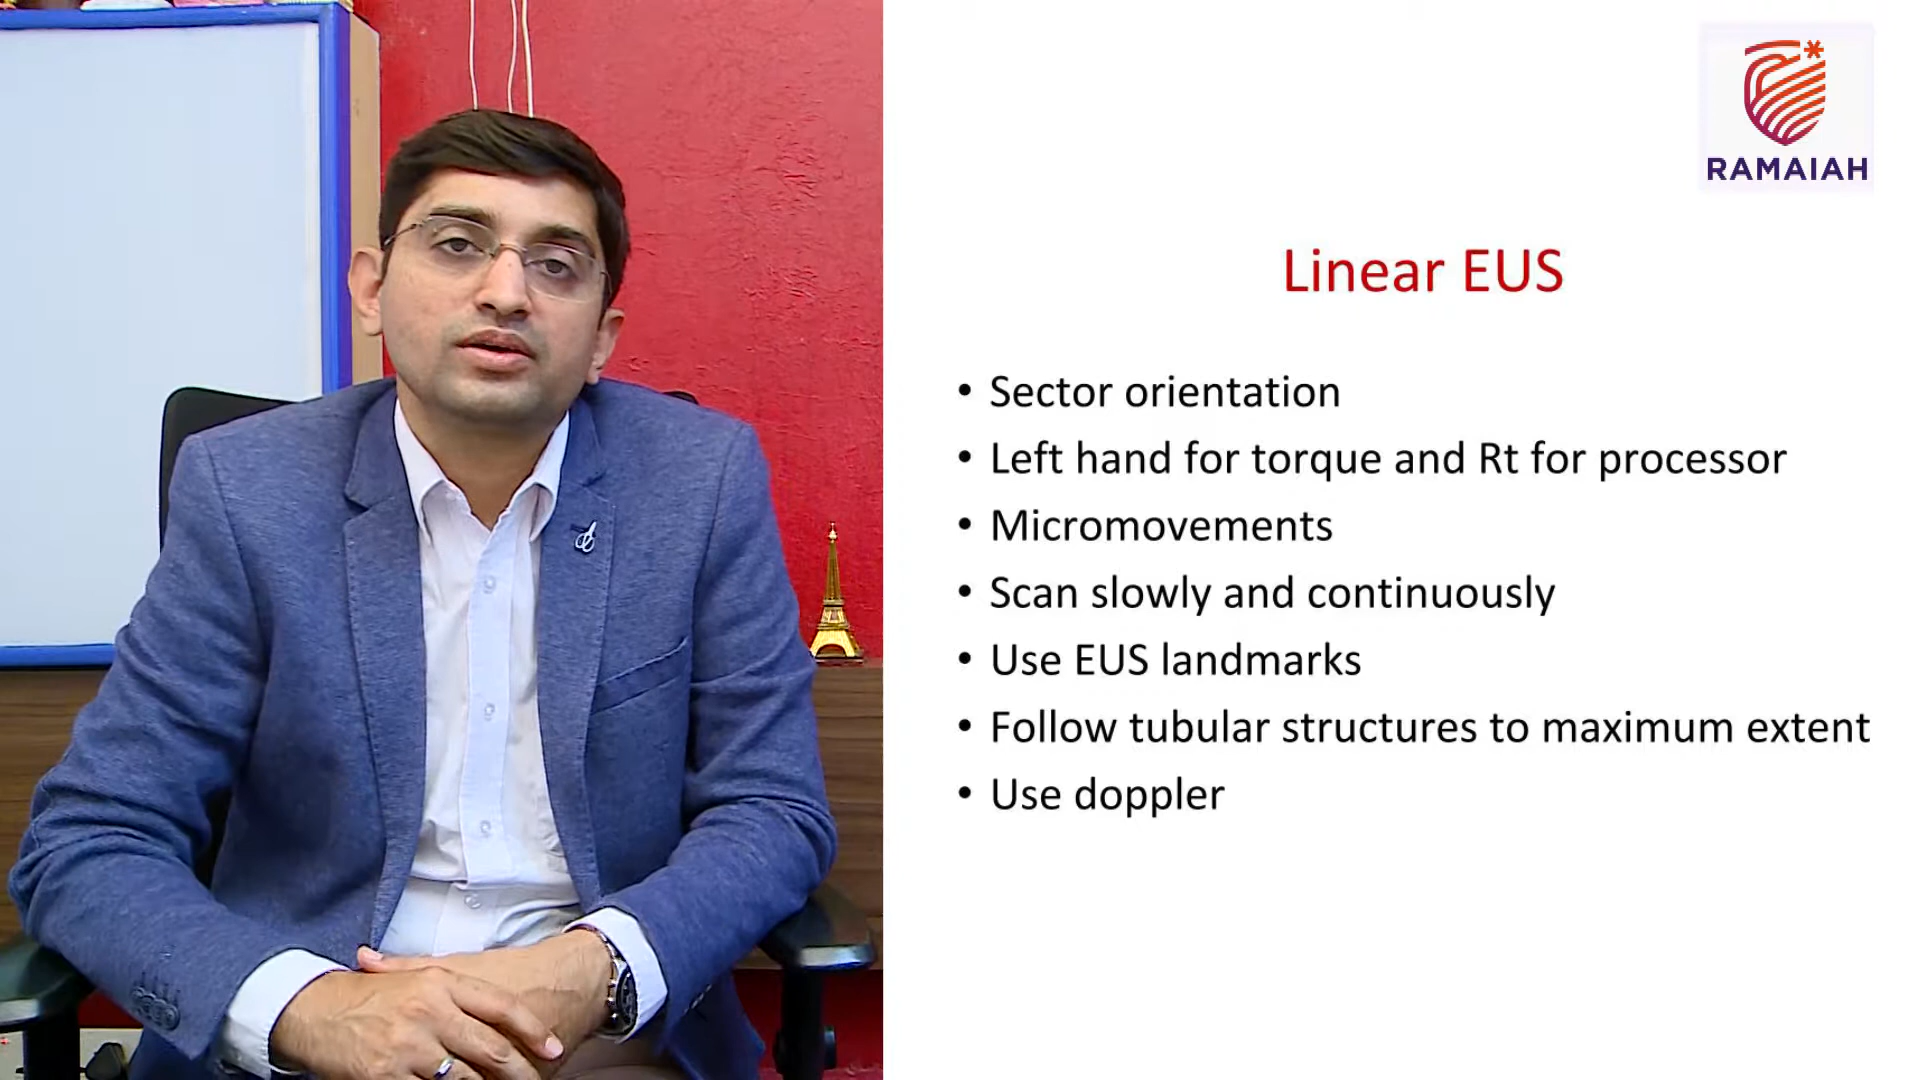 RAMAIAH
Linear EUS
• Sector orientation
• Left hand for torque and Rt for processor
• Micromovements
• Scan slowly and continuously
• Use EUS landmarks
• Follow tubular structures to maximum extent
• Use doppler